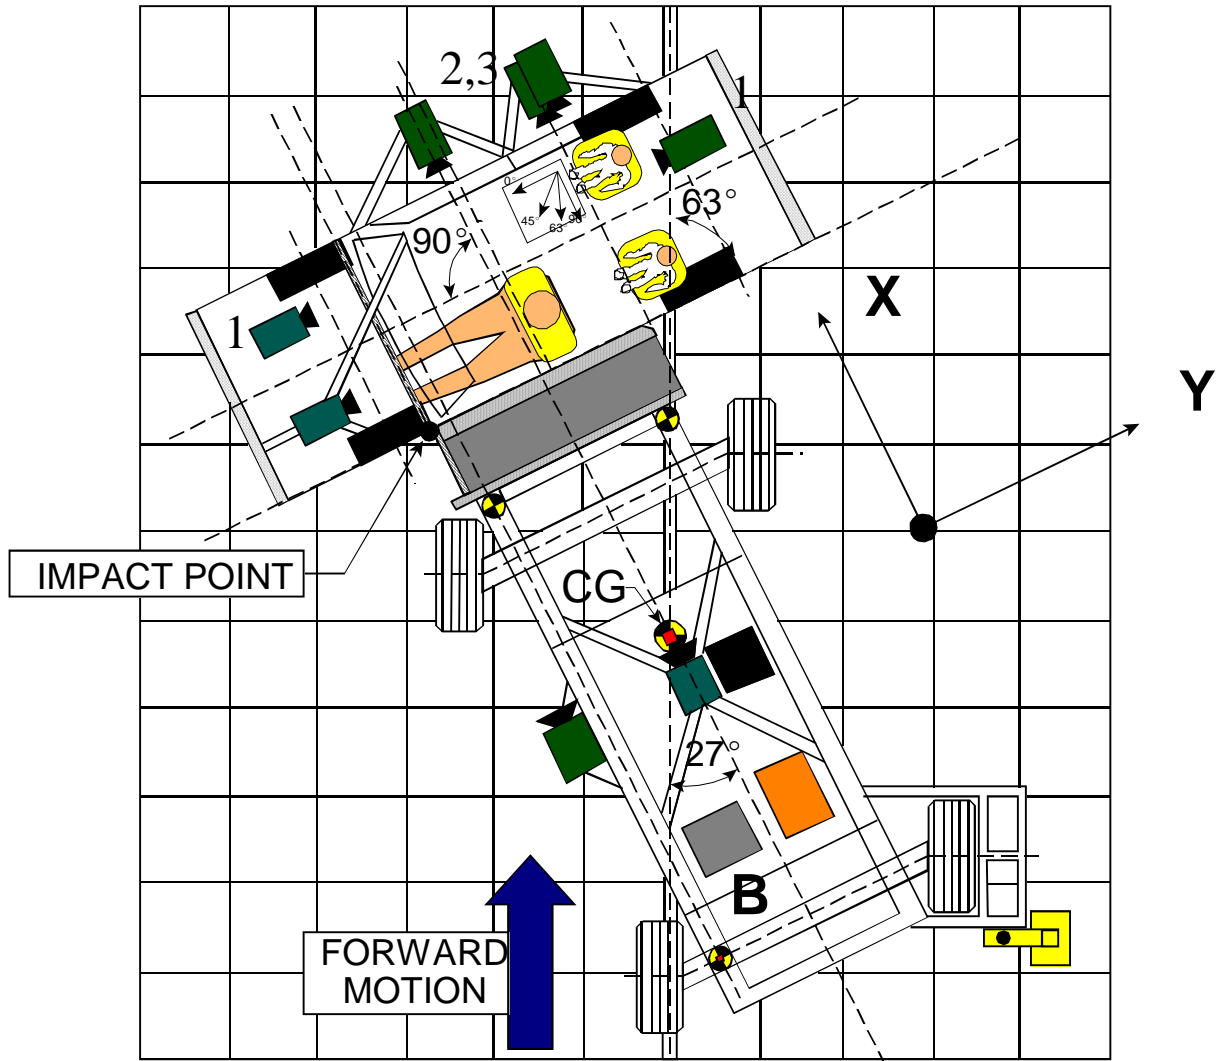 2,3
1
0°
45°
63°
90°
63°
90°
X
1
Y
IMPACT POINT
CG
27°
B
FORWARD
MOTION